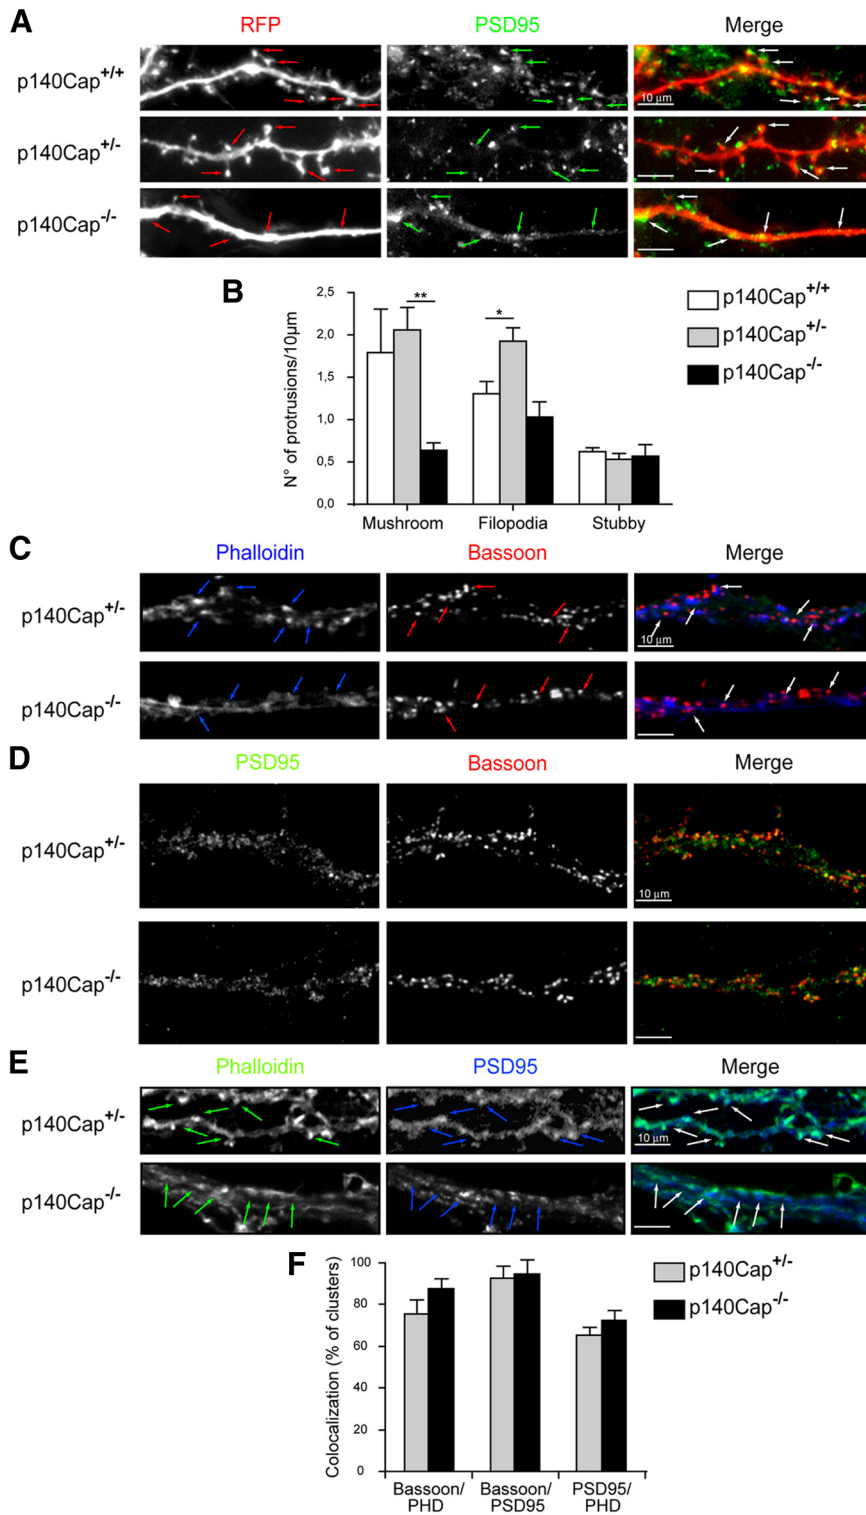 A
RFP PSD95 Merge
p140Cap+/+
10 µm
p140Cap+/-
p140Cap-/-
B
N° of protrusions/10µm
2,5
2,0
1,5
1,0
0,5
0,0
** 
*
Mushroom Filopodia Stubby
p140Cap+/+
p140Cap+/-
p140Cap-/-
C
Phalloidin Bassoon Merge
p140Cap+/-
10 µm
p140Cap-/-
D
PSD95 Bassoon Merge
p140Cap+/-
10 µm
p140Cap-/-
E
Phalloidin PSD95 Merge
p140Cap+/-
10 µm
p140Cap-/-
F
Colocalization (% of clusters)
100
80
60
40
20
0
Bassoon/ Bassoon/ PSD95/
PHD PSD95 PHD
p140Cap+/-
p140Cap-/-